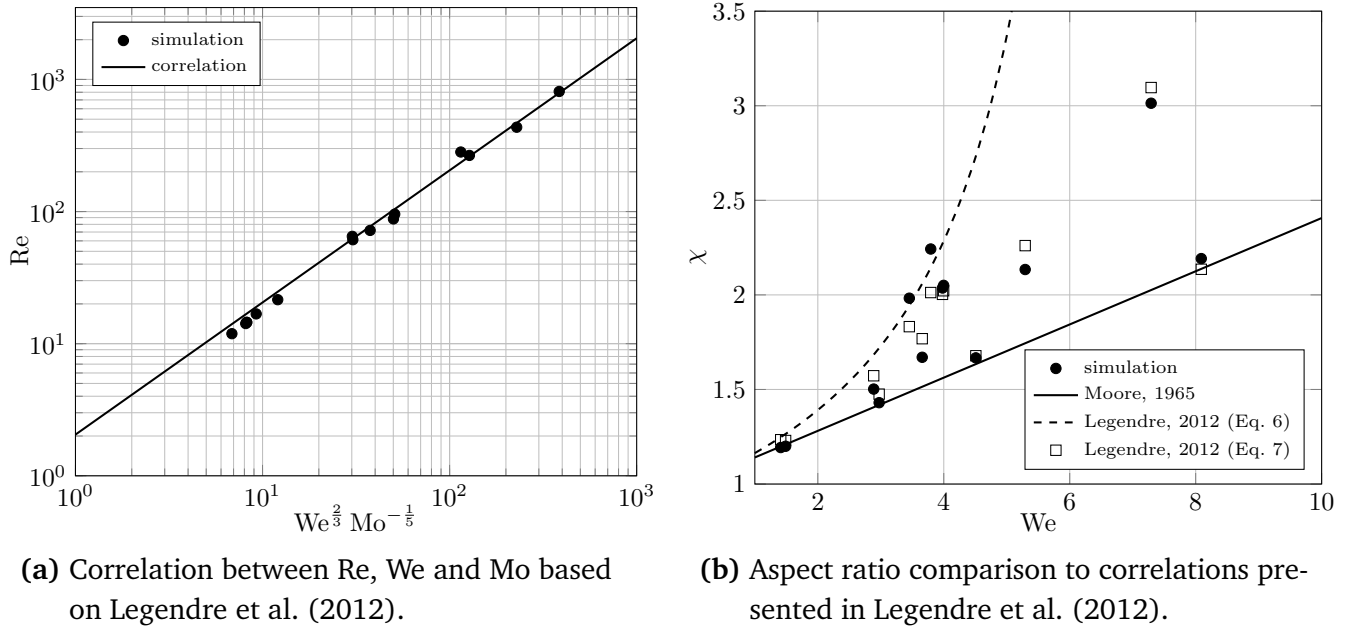 simulation
correlation
10^3
10^2
10^1
10^0
Re
10^0 10^1 10^2 10^3
We^{2/3} Mo^{-1/5}
(a) Correlation between Re, We and Mo based
on Legendre et al. (2012).
3.5
3
2.5
2
1.5
1
χ
simulation
Moore, 1965
Legendre, 2012 (Eq. 6)
Legendre, 2012 (Eq. 7)
2 4 6 8 10
We
(b) Aspect ratio comparison to correlations pre-
sented in Legendre et al. (2012).